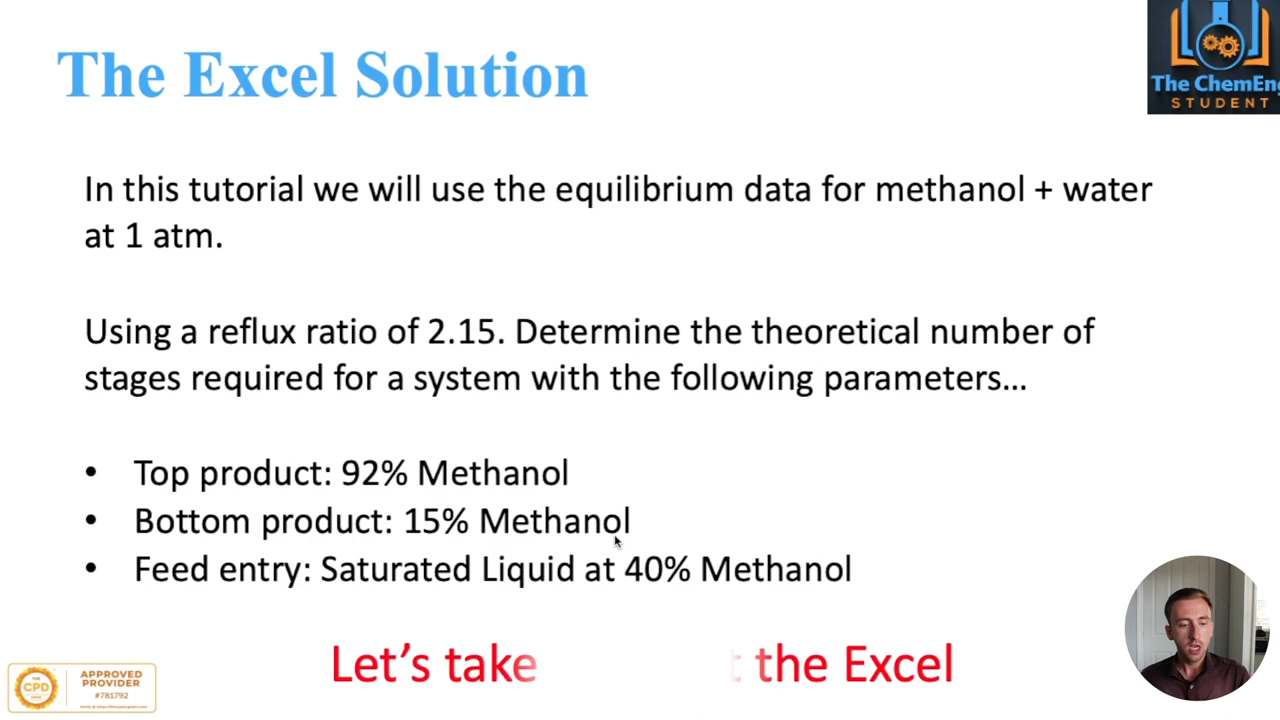 The Excel Solution
The ChemEng
STUDENT
In this tutorial we will use the equilibrium data for methanol + water
at 1 atm.
Using a reflux ratio of 2.15. Determine the theoretical number of
stages required for a system with the following parameters...
• Top product: 92% Methanol
• Bottom product: 15% Methanol
• Feed entry: Saturated Liquid at 40% Methanol
Let's take t the Excel
CPD
APPROVED
PROVIDER
#781792